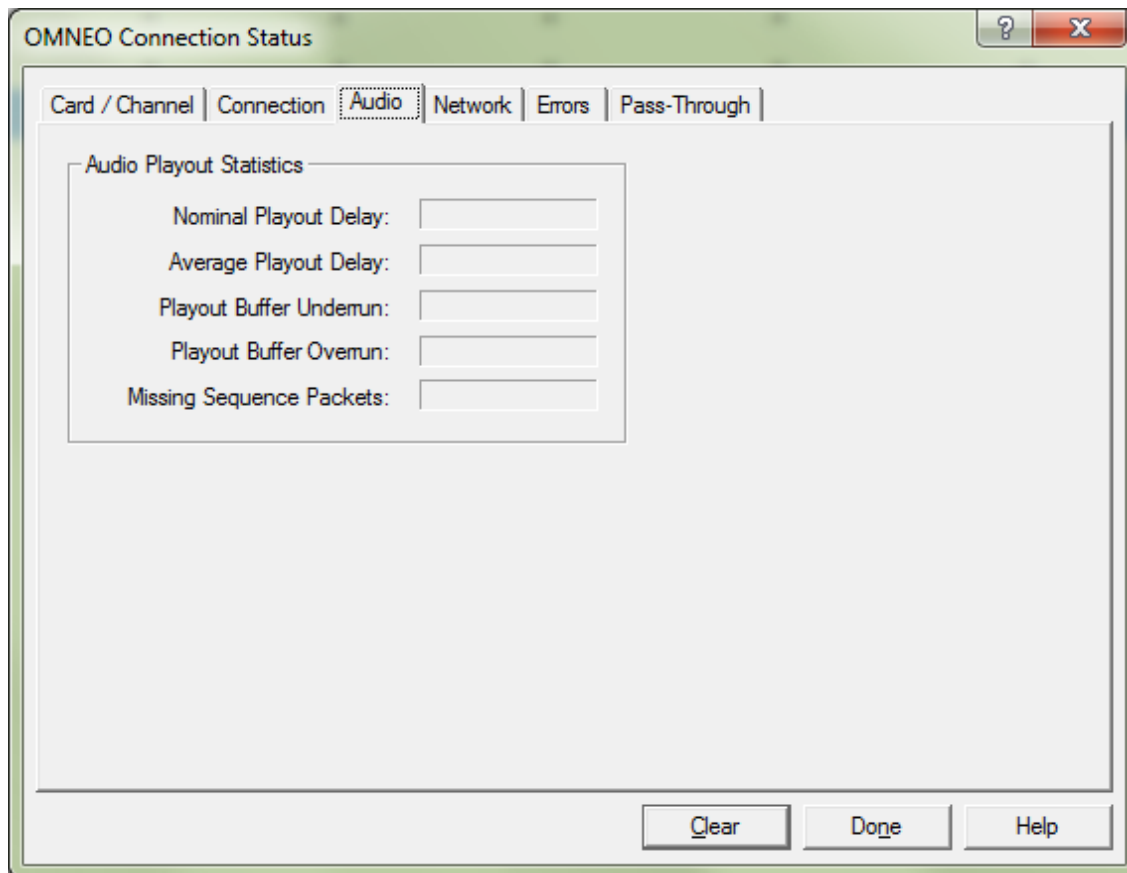 OMNEO Connection Status
?
X
Card / Channel
Connection
Audio
Network
Errors
Pass-Through
Audio Playout Statistics
Nominal Playout Delay:
Average Playout Delay:
Playout Buffer Underrun:
Playout Buffer Overrun:
Missing Sequence Packets:
Clear
Done
Help